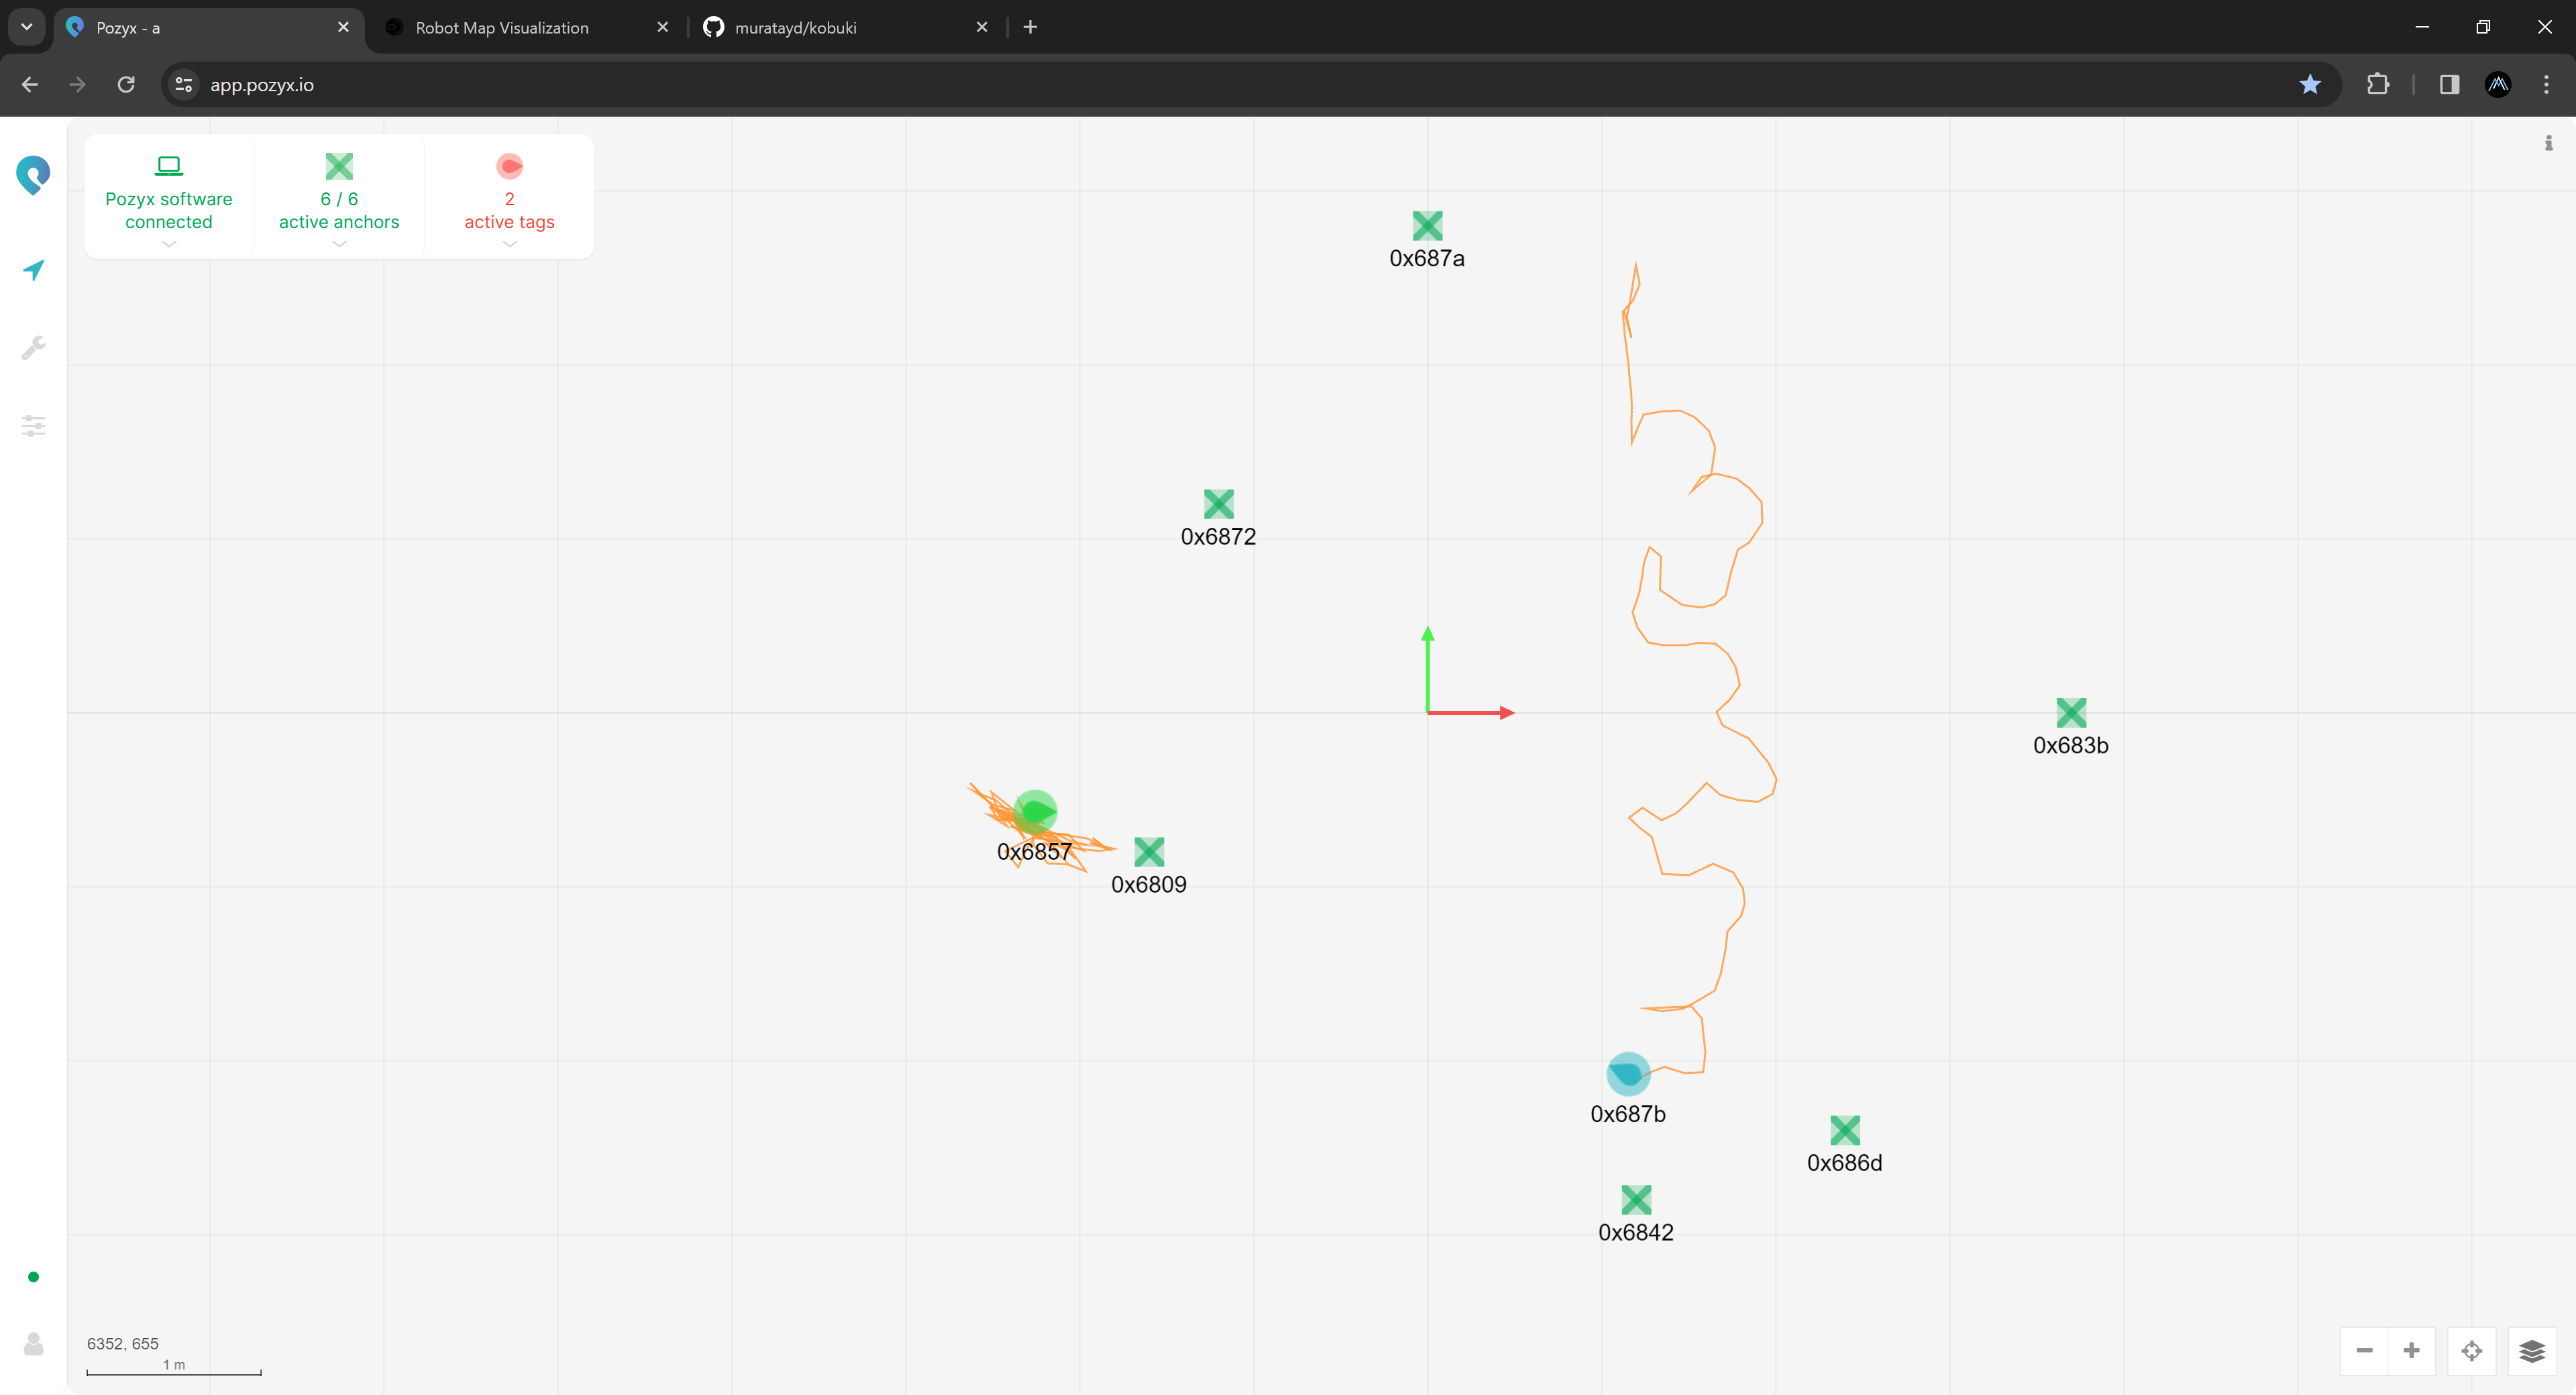 Pozyx - a
Robot Map Visualization
muratayd/kobuki
app.pozyx.io
Pozyx software
connected
6 / 6
active anchors
2
active tags
0x687a
0x6872
0x683b
0x6857
0x6809
0x687b
0x686d
0x6842
6352, 655
1 m